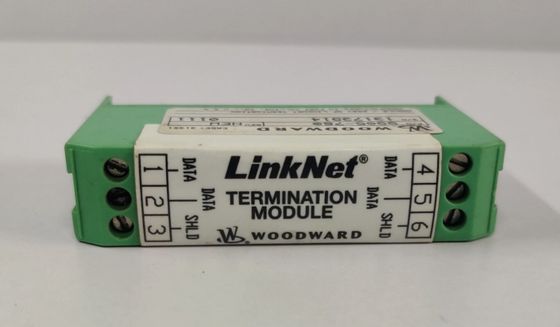 WOODWARD
LinkNet®
TERMINATION
MODULE
WOODWARD
1 DATA
2 DATA
3 SHLD
4 DATA
5 DATA
6 SHLD